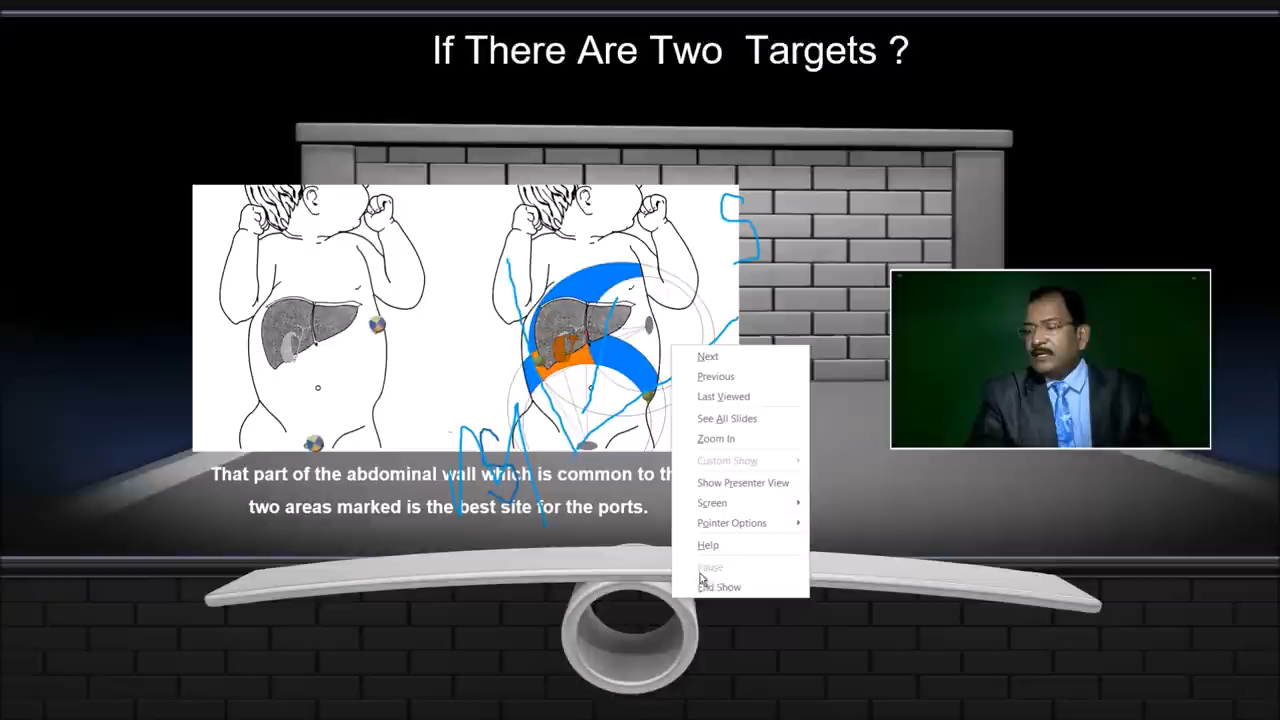 If There Are Two Targets ?
Next
Previous
Last Viewed
See All Slides
Zoom In
Custom Show
Show Presenter View
Screen
Pointer Options
Help
Pause
End Show
That part of the abdominal wall which is common to
two areas marked is the best site for the ports.